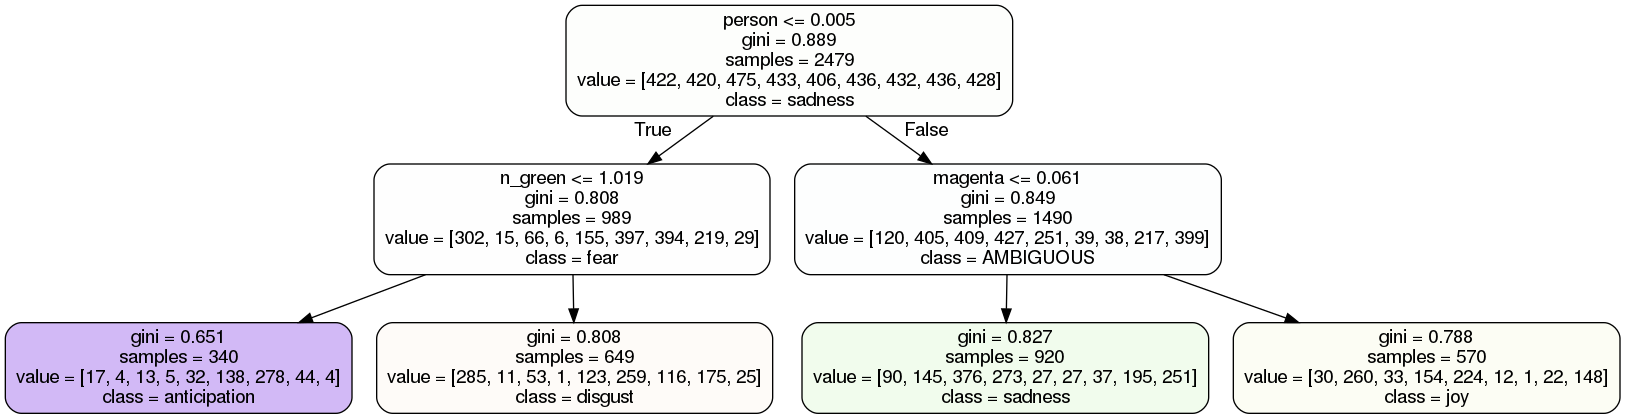 person <= 0.005
gini = 0.889
samples = 2479
value = [422, 420, 475, 433, 406, 436, 432, 436, 428]
class = sadness
True
False
n_green <= 1.019
gini = 0.808
samples = 989
value = [302, 15, 66, 6, 155, 397, 394, 219, 29]
class = fear
magenta <= 0.061
gini = 0.849
samples = 1490
value = [120, 405, 409, 427, 251, 39, 38, 217, 399]
class = AMBIGUOUS
gini = 0.651
samples = 340
value = [17, 4, 13, 5, 32, 138, 278, 44, 4]
class = anticipation
gini = 0.808
samples = 649
value = [285, 11, 53, 1, 123, 259, 116, 175, 25]
class = disgust
gini = 0.827
samples = 920
value = [90, 145, 376, 273, 27, 27, 37, 195, 251]
class = sadness
gini = 0.788
samples = 570
value = [30, 260, 33, 154, 224, 12, 1, 22, 148]
class = joy